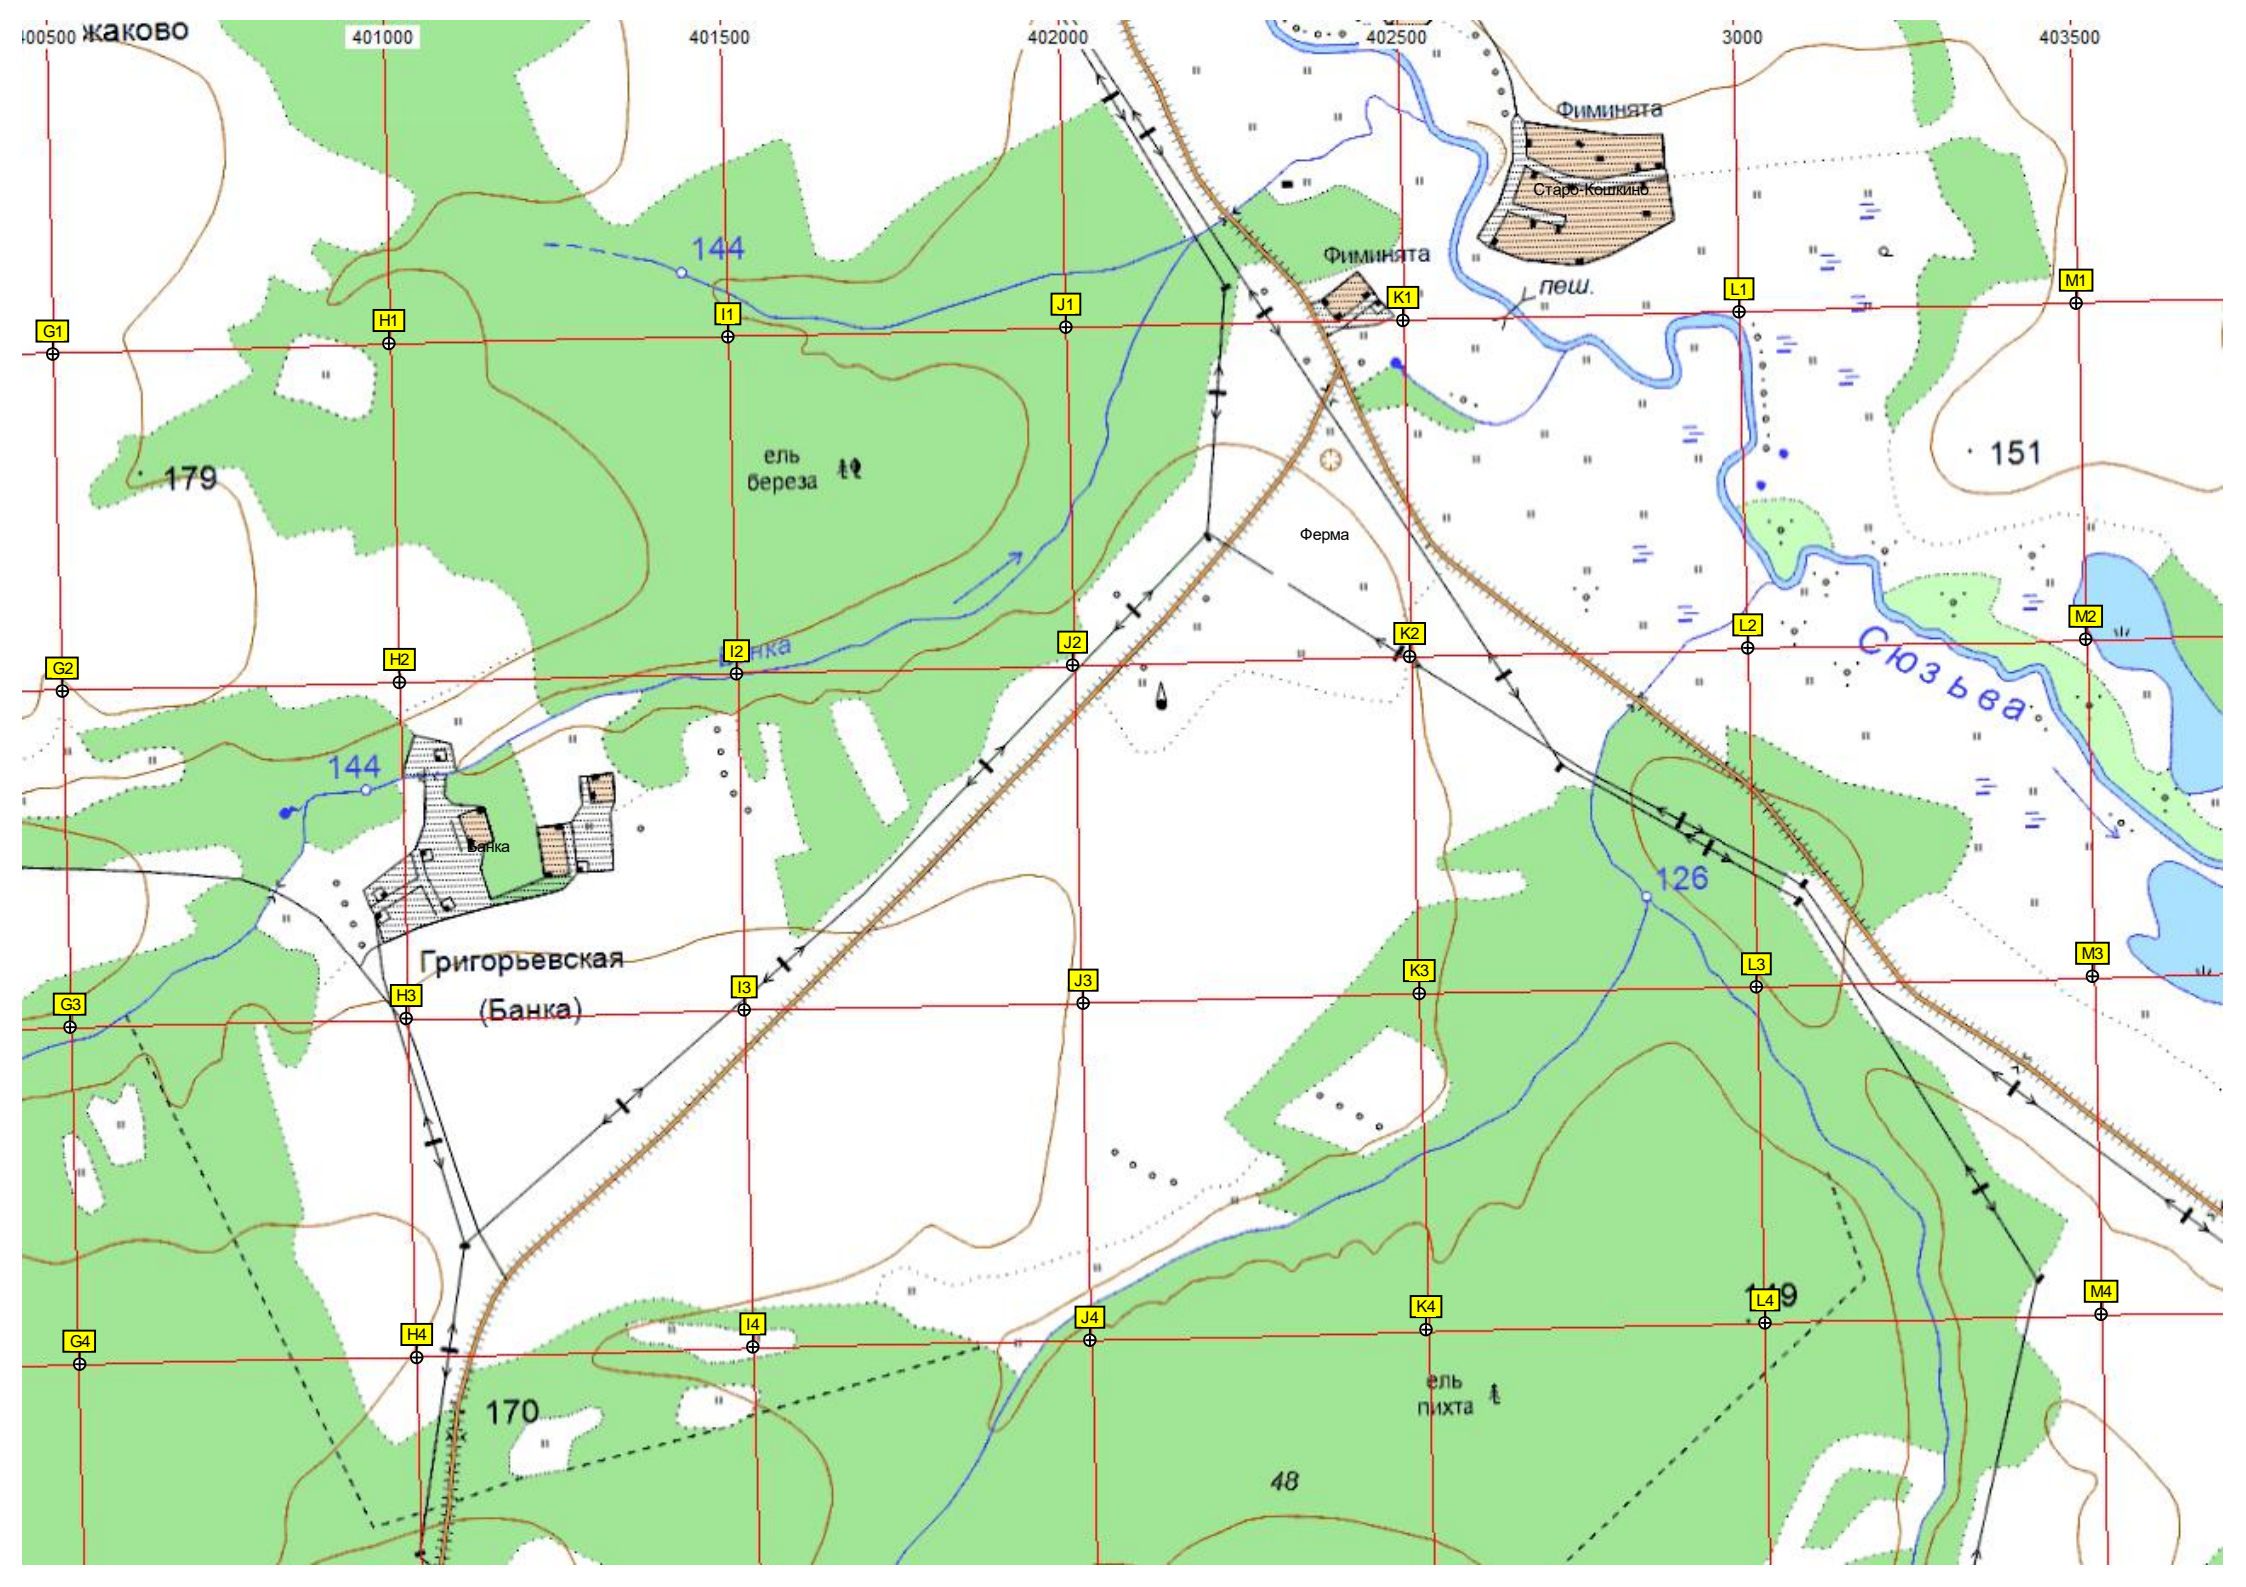 400500
жаково
401000
401500
402000
402500
3000
403500
Фиминята
Старо-Кошкино
144
Фиминята
пеш.
G1
H1
I1
J1
K1
L1
M1
ель
береза
179
151
Ферма
G2
H2
I2
J2
K2
L2
M2
Сюзьва
144
Банка
126
Григорьевская
(Банка)
G3
H3
I3
J3
K3
L3
M3
G4
H4
I4
J4
K4
L4
M4
170
ель
пихта
48